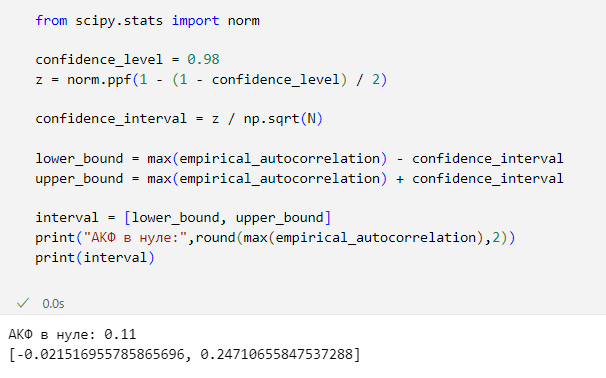 from scipy.stats import norm
confidence_level = 0.98
z = norm.ppf(1 - (1 - confidence_level) / 2)
confidence_interval = z / np.sqrt(N)
lower_bound = max(empirical_autocorrelation) - confidence_interval
upper_bound = max(empirical_autocorrelation) + confidence_interval
interval = [lower_bound, upper_bound]
print("АКФ в нуле:",round(max(empirical_autocorrelation),2))
print(interval)
0.0s
АКФ в нуле: 0.11
[-0.021516955785865696, 0.24710655847537288]